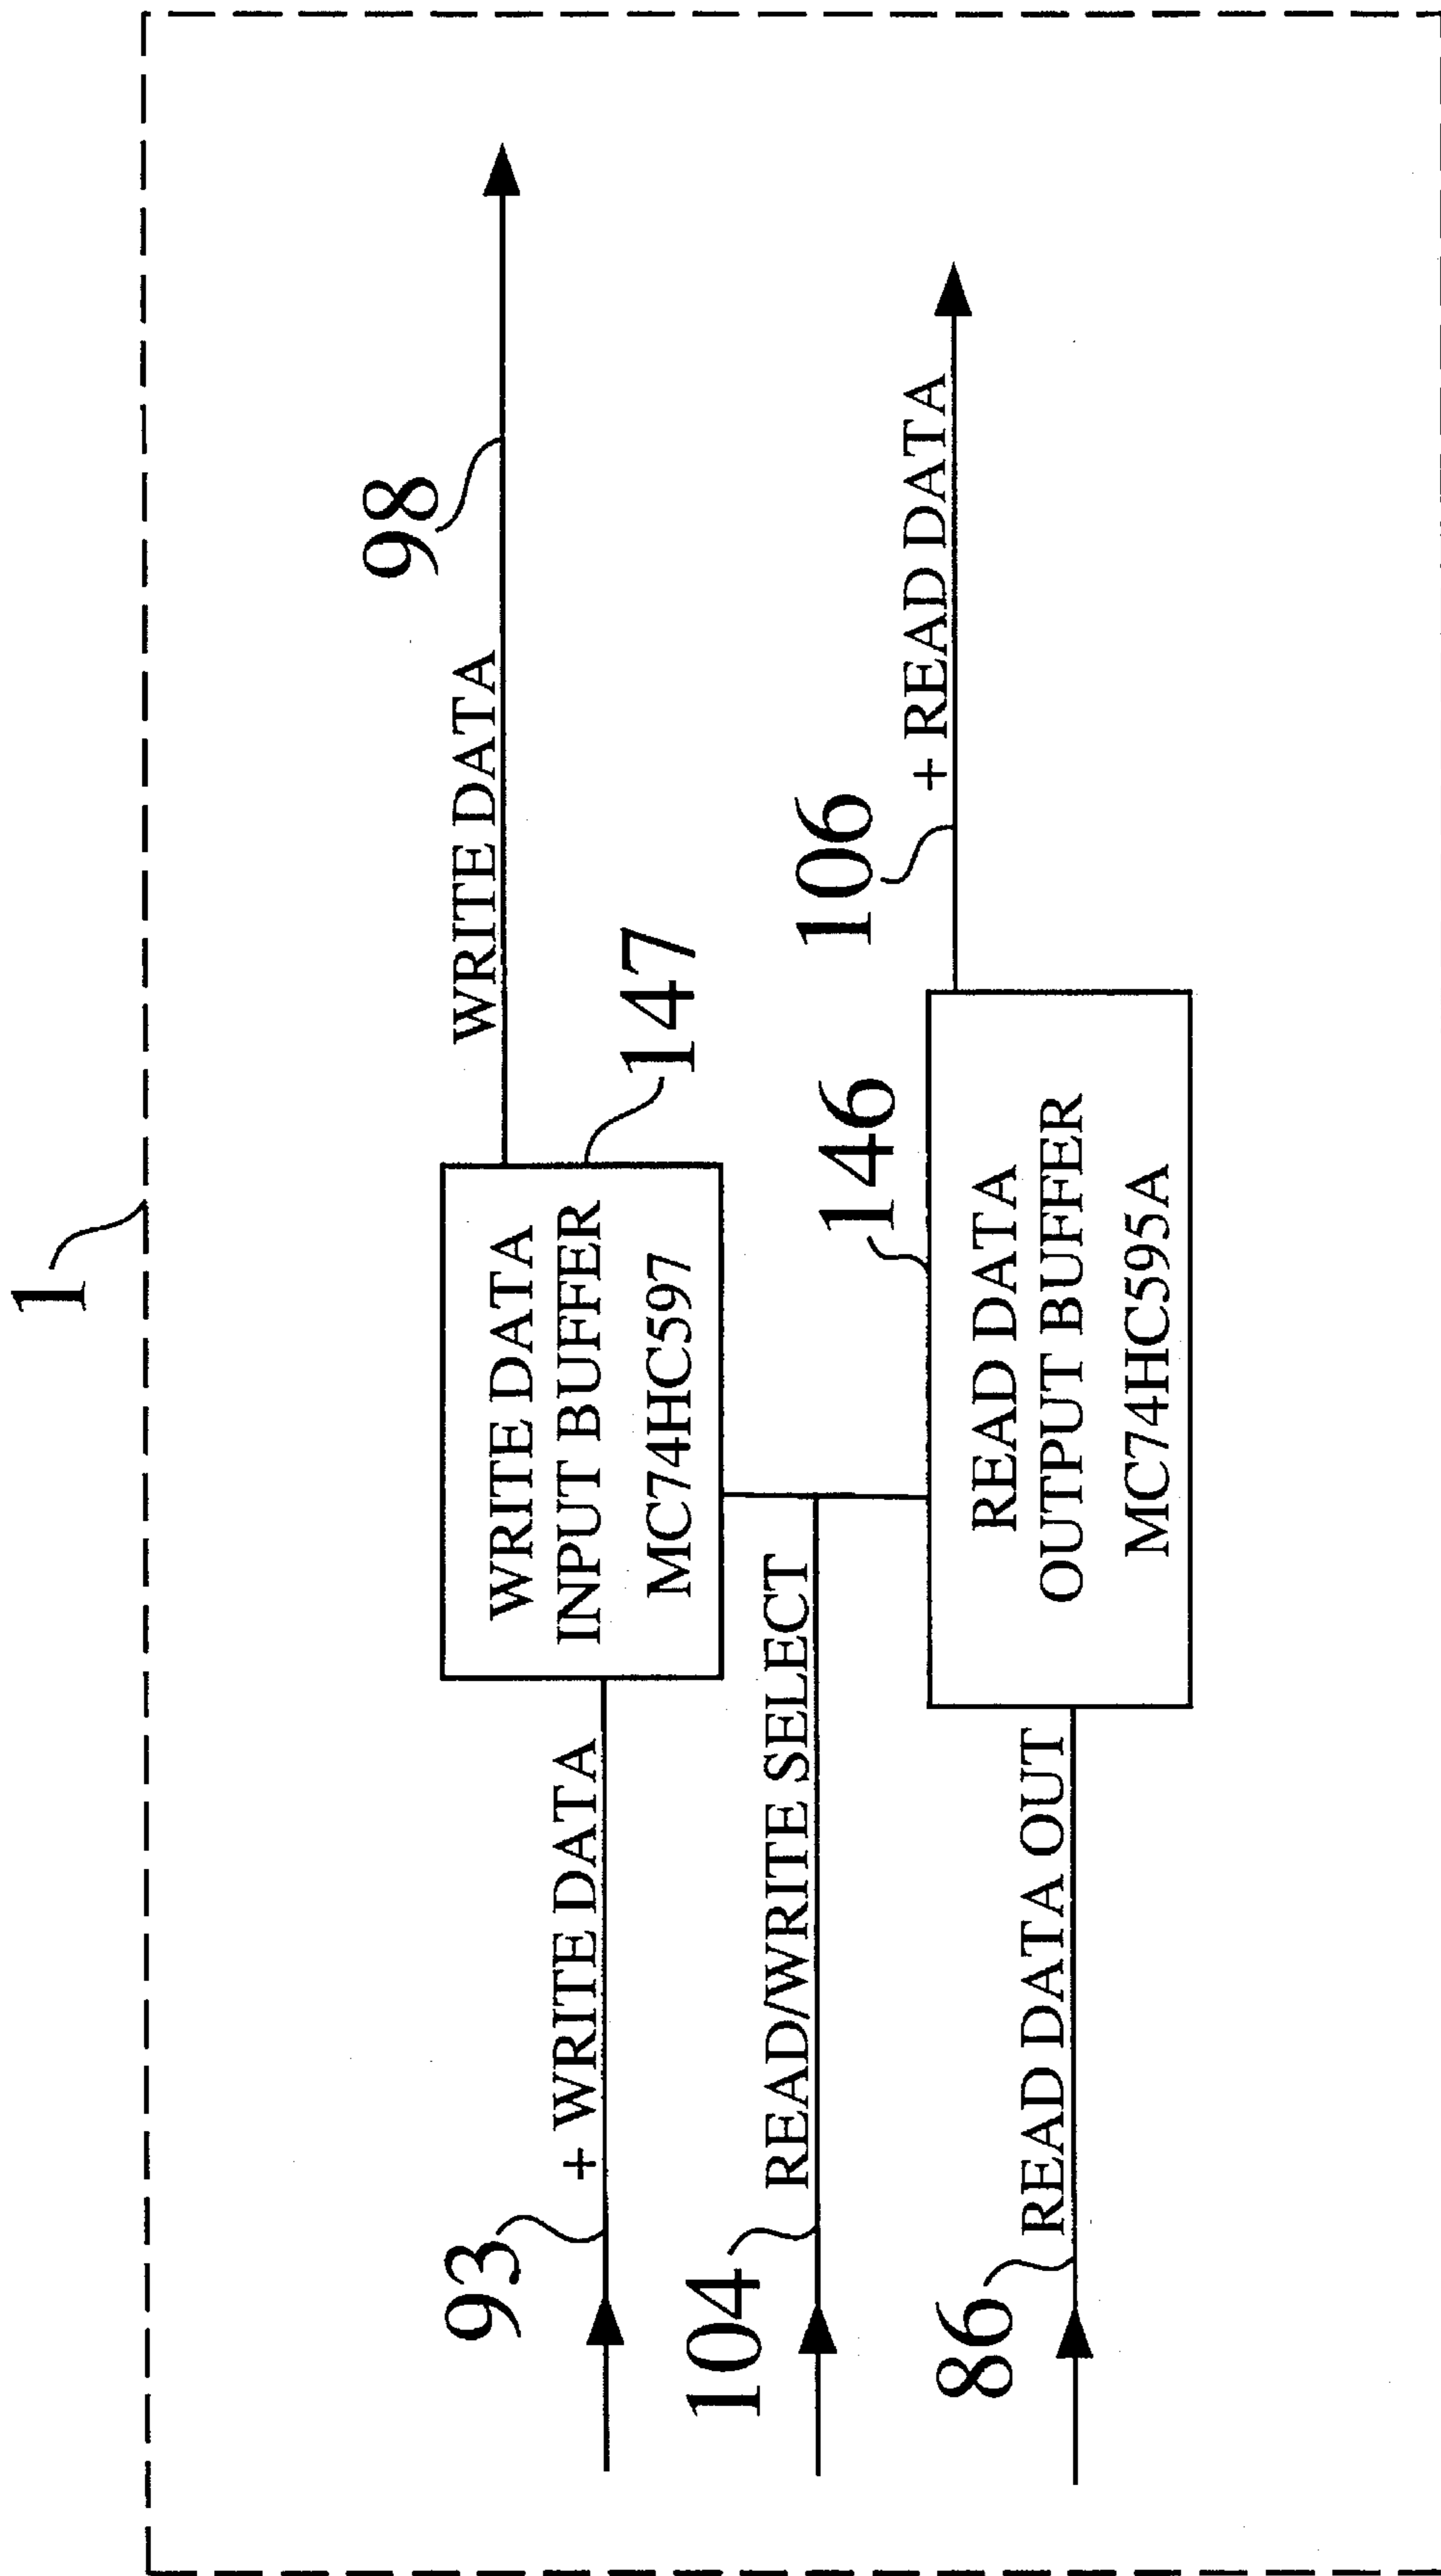 1
98
WRITE DATA
147
WRITE DATA
INPUT BUFFER
MC74HC597
+ WRITE DATA
93
+ READ DATA
106
146
READ DATA
OUTPUT BUFFER
MC74HC595A
READ/WRITE SELECT
104
READ DATA OUT
86